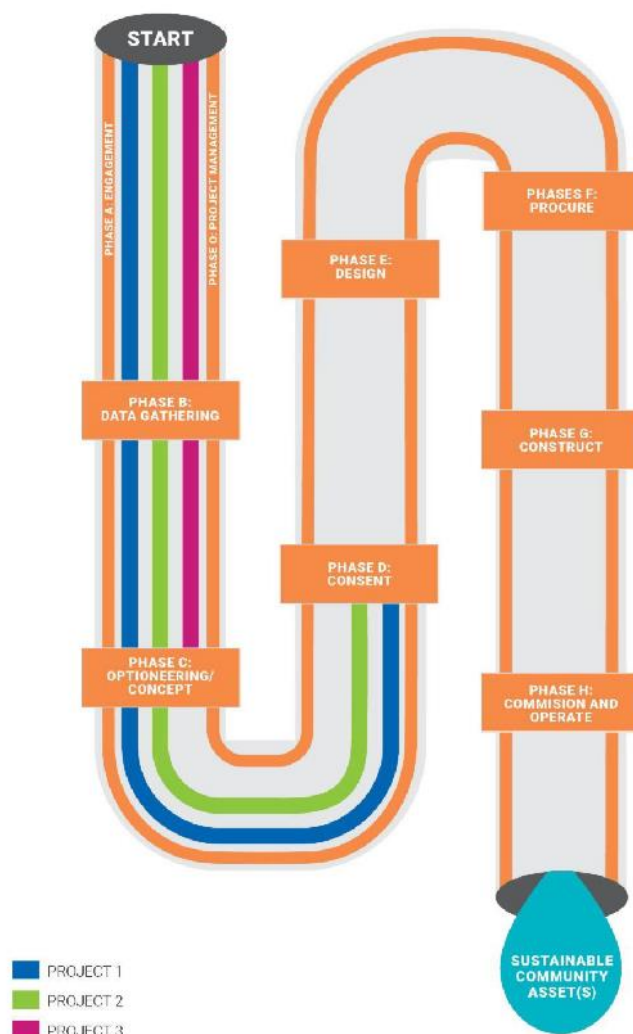 START
PHASE A: ENGAGEMENT
PHASE O: PROJECT MANAGEMENT
PHASE B:
DATA GATHERING
PHASE C:
OPTIONEERING/
CONCEPT
PHASE D:
CONSENT
PHASE E:
DESIGN
PHASES F:
PROCURE
PHASE G:
CONSTRUCT
PHASE H:
COMMISION AND
OPERATE
SUSTAINABLE
COMMUNITY
ASSET(S)
PROJECT 1
PROJECT 2
PROJECT 3